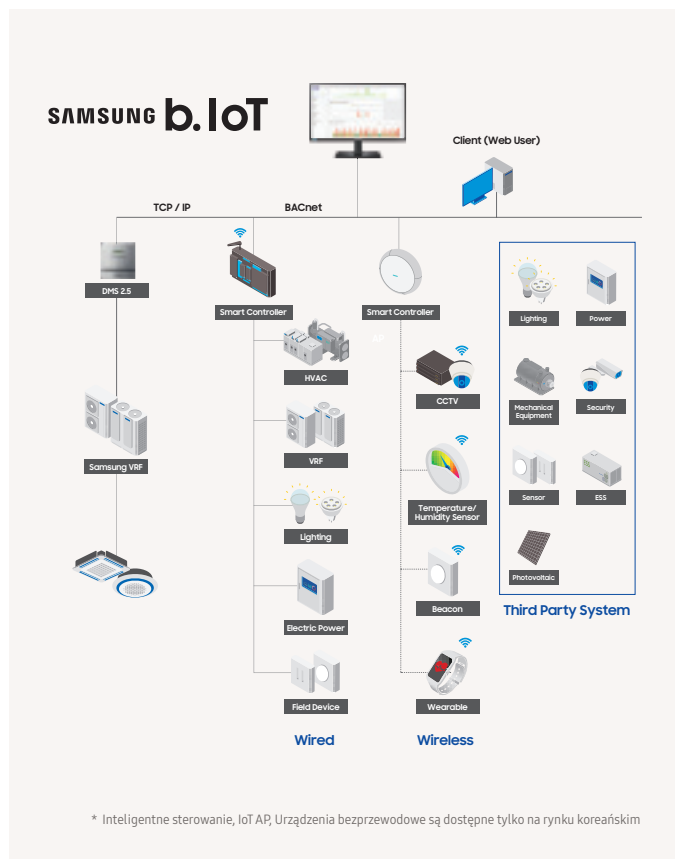 SAMSUNG b.IoT
Client (Web User)
TCP / IP
BACnet
DMS 2.5
Samsung VRF
Smart Controller
HVAC
VRF
Lighting
Electric Power
Field Device
Wired
Smart Controller
AP
CCTV
Temperature/
Humidity Sensor
Beacon
Wearable
Wireless
Lighting
Power
Mechanical
Equipment
Security
Sensor
ESS
Photovoltaic
Third Party System
* Inteligentne sterowanie, IoT AP, Urządzenia bezprzewodowe są dostępne tylko na rynku koreańskim